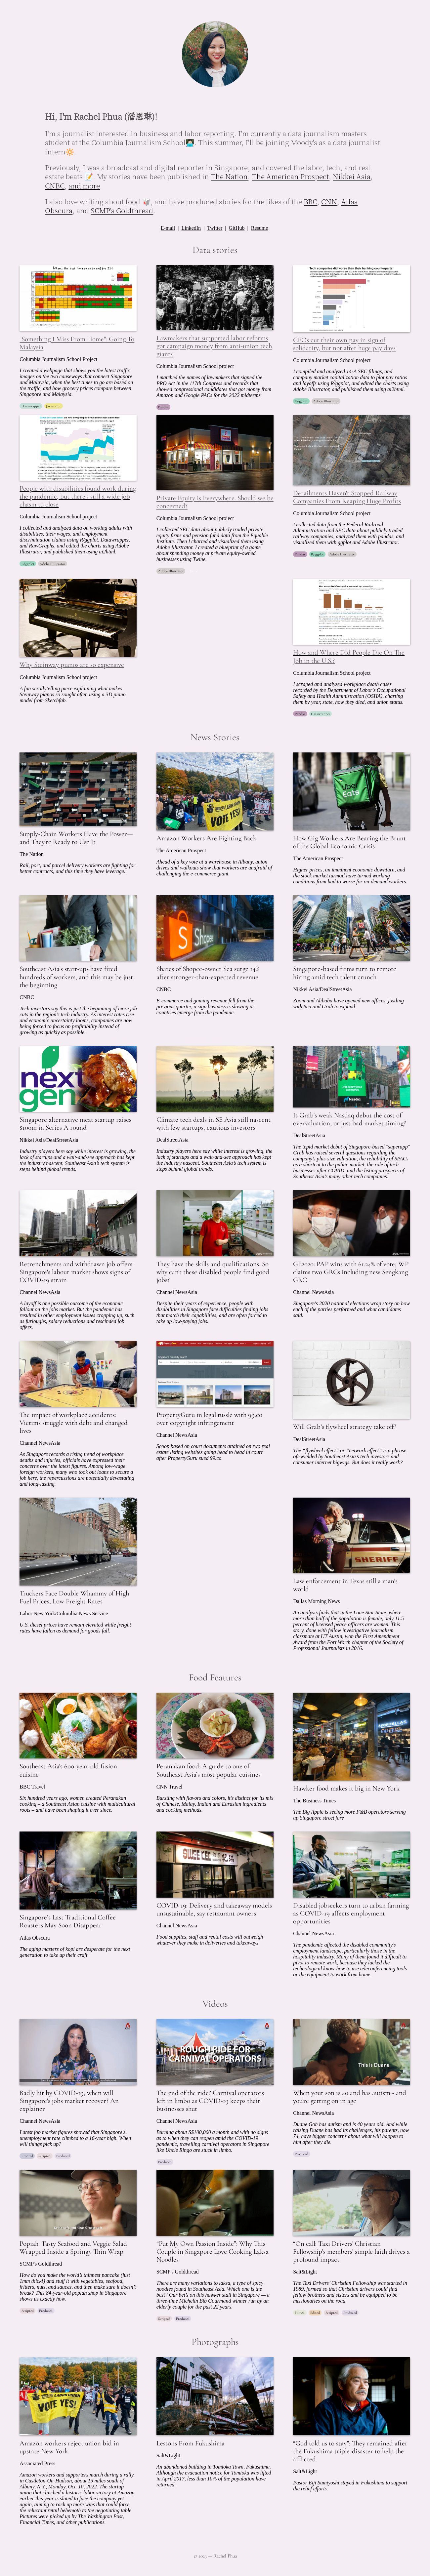 Hi, I'm Rachel Phua (潘恩琳)!
I'm a journalist interested in business and labor reporting. I'm currently a data journalism masters
student at the Columbia Journalism School👩🏻‍💻. This summer, I'll be joining Moody's as a data journalist
intern🔆.
Previously, I was a broadcast and digital reporter in Singapore, and covered the labor, tech, and real
estate beats 📝. My stories have been published in The Nation, The American Prospect, Nikkei Asia,
CNBC, and more.
I also love writing about food 🥡, and have produced stories for the likes of the BBC, CNN, Atlas
Obscura, and SCMP's Goldthread.
E-mail | LinkedIn | Twitter | GitHub | Resume
Data stories
"Something I Miss From Home": Going To
Malaysia
Columbia Journalism School Project
I created a webpage that shows you the latest traffic
images on the two causeways that connect Singapore
and Malaysia, when the best times to go are based on
the traffic, and how grocery prices compare between
Singapore and Malaysia.
Lawmakers that supported labor reforms
got campaign money from anti-union tech
giants
Columbia Journalism School project
I matched the names of lawmakers that signed the
PRO Act in the 117th Congress and records that
showed congressional candidates that got money from
Amazon and Google PACs for the 2022 midterms.
Pandas
CEOs cut their own pay in sign of
solidarity, but not after huge pay days
Columbia Journalism School project
I compiled and analyzed 14-A SEC filings, and
company market capitalization data to get pay ratios
and layoffs using R/ggplot, and edited the charts using
Adobe Illustrator, and published them using ai2html.
R/ggplot Adobe Illustrator
People with disabilities found work during
the pandemic, but there's still a wide job
chasm to close
Columbia Journalism School project
I collected and analyzed data on working adults with
disabilities, their wages, and employment
discrimination claims using R/ggplot, Datawrapper,
and RawGraphs. I edited the charts using Adobe
Illustrator, and published them using ai2html.
R/ggplot Adobe Illustrator
Private Equity is Everywhere. Should we be
concerned?
Columbia Journalism School project
I collected SEC data about publicly traded private
equity firms and pension fund data from the Equable
Institute. I charted and visualized them using
Adobe Illustrator. I created a blueprint of a game
about spending money at private equity-owned
businesses using Twine.
Adobe Illustrator
Derailments Haven't Stopped Railway
Companies From Reaping Huge Profits
Columbia Journalism School project
I collected data from the Federal Railroad
Administration and SEC data about publicly traded
railway companies, analyzed them with pandas, and
visualized them with ggplot and Adobe Illustrator.
Pandas R/ggplot Adobe Illustrator
Why Steinway pianos are so expensive
Columbia Journalism School project
A fun scrollytelling piece explaining what makes
Steinway pianos so sought after, using a 3D piano
model from Sketchfab.
How and Where Did People Die On The
Job in the U.S.?
Columbia Journalism School project
I scraped and analyzed workplace death cases
recorded by the Department of Labor's Occupational
Safety and Health Administration (OSHA), charting
them by year, state, how they died, and union status.
Pandas Datawrapper
News Stories
Supply-Chain Workers Have the Power—
and They're Ready to Use It
The Nation
Rail, port, and parcel delivery workers are fighting for
better contracts, and this time they have leverage.
Amazon Workers Are Fighting Back
The American Prospect
Ahead of a key vote at a warehouse in Albany, union
drives and walkouts show that workers are unafraid of
challenging the e-commerce giant.
How Gig Workers Are Bearing the Brunt
of the Global Economic Crisis
The American Prospect
Higher prices, an imminent economic downturn, and
the stock market turmoil have turned working
conditions from bad to worse for on-demand workers.
Southeast Asia's start-ups have fired
hundreds of workers, and this may be just
the beginning
CNBC
Tech investors say this is just the beginning of more job
cuts in the region's tech industry. As interest rates rise
and economic uncertainty looms, companies are now
being forced to focus on profitability instead of
growing as quickly as possible.
Shares of Shopee-owner Sea surge 14%
after stronger-than-expected revenue
CNBC
E-commerce and gaming revenue fell from the
previous quarter, a sign business is slowing as
countries emerge from the pandemic.
Singapore-based firms turn to remote
hiring amid tech talent crunch
Nikkei Asia/DealStreetAsia
Zoom and Alibaba have opened new offices, jostling
with Sea and Grab to expand.
Singapore alternative meat startup raises
$100m in Series A round
Nikkei Asia/DealStreetAsia
Industry players here say while interest is growing, the
lack of startups and a wait-and-see approach has kept
the industry nascent. Southeast Asia's tech system is
steps behind global trends.
Climate tech deals in SE Asia still nascent
with few startups, cautious investors
DealStreetAsia
Industry players here say while interest is growing, the
lack of startups and a wait-and-see approach has kept
the industry nascent. Southeast Asia's tech system is
steps behind global trends.
Is Grab's weak Nasdaq debut the cost of
overvaluation, or just bad market timing?
DealStreetAsia
The tepid market debut of Singapore-based "superapp"
Grab has raised several questions regarding the
company's plus-size valuation, the reliability of SPACs
as a shortcut to the public market, the role of tech
businesses after COVID, and the listing prospects of
Southeast Asia's many other tech companies.
Retrenchments and withdrawn job offers:
Singapore's labour market shows signs of
COVID-19 strain
Channel NewsAsia
A layoff is one possible outcome of the economic
fallout on the job market. But the pandemic has
resulted in other employment issues cropping up, such
as furloughs, salary reductions and rescinded job
offers.
They have the skills and qualifications. So
why can't these disabled people find good
jobs?
Channel NewsAsia
Despite their years of experience, people with
disabilities in Singapore face difficulties finding jobs
that match their capabilities, and are often forced to
take up low-paying jobs.
GE2020: PAP wins with 61.24% of vote; WP
claims two GRCs including new Sengkang
GRC
Channel NewsAsia
Singapore's 2020 national elections wrap story on how
each of the parties performed and what candidates
said.
The impact of workplace accidents:
Victims struggle with debt and changed
lives
Channel NewsAsia
As Singapore records a rising trend of workplace
deaths and injuries, officials have expressed their
concerns over the latest figures. Among low-wage
foreign workers, many who took out loans to secure a
job here, the repercussions are potentially devastating
and long-lasting.
PropertyGuru in legal tussle with 99.co
over copyright infringement
Channel NewsAsia
Scoop based on court documents attained on two real
estate listing websites going head to head in court
after PropertyGuru sued 99.co.
Will Grab's flywheel strategy take off?
DealStreetAsia
The "flywheel effect" or "network effect" is a phrase
oft-wielded by Southeast Asia's tech investors and
consumer internet bigwigs. But does it really work?
Truckers Face Double Whammy of High
Fuel Prices, Low Freight Rates
Labor New York/Columbia News Service
U.S. diesel prices have remain elevated while freight
rates have fallen as demand for goods fall.
Law enforcement in Texas still a man's
world
Dallas Morning News
An analysis finds that in the Lone Star State, where
more than half of the population is female, only 11.5
percent of licensed peace officers are women. This
story, done with fellow investigative journalism
classmate at UT Austin, won the First Amendment
Award from the Fort Worth chapter of the Society of
Professional Journalists in 2016.
Food Features
Southeast Asia's 600-year-old fusion
cuisine
BBC Travel
Six hundred years ago, women created Peranakan
cooking – a Southeast Asian cuisine with multicultural
roots – and have been shaping it ever since.
Peranakan food: A guide to one of
Southeast Asia's most popular cuisines
CNN Travel
Bursting with flavors and colors, it's distinct for its mix
of Chinese, Malay, Indian and Eurasian ingredients
and cooking methods.
Hawker food makes it big in New York
The Business Times
The Big Apple is seeing more F&B operators serving
up Singapore street fare
Singapore's Last Traditional Coffee
Roasters May Soon Disappear
Atlas Obscura
The aging masters of kopi are desperate for the next
generation to take up their craft.
COVID-19: Delivery and takeaway models
unsustainable, say restaurant owners
Channel NewsAsia
Food supplies, staff and rental costs will outweigh
whatever they make in deliveries and takeaways.
Disabled jobseekers turn to urban farming
as COVID-19 affects employment
opportunities
Channel NewsAsia
The pandemic affected the disabled community's
employment landscape, particularly those in the
hospitality industry. Many of them found it difficult to
pivot to remote work, because they lacked the
technological know-how to use teleconferencing tools
or the equipment to work from home.
Videos
Badly hit by COVID-19, when will
Singapore's jobs market recover? An
explainer
Channel NewsAsia
Latest job market figures showed that Singapore's
unemployment rate climbed to a 16-year high. When
will things pick up?
ROUGH RIDE FOR
CARNIVAL OPERATORS
The end of the ride? Carnival operators
left in limbo as COVID-19 keeps their
businesses shut
Channel NewsAsia
Burning about S$100,000 a month and with no signs
as to when they can reopen amid the COVID-19
pandemic, travelling carnival operators in Singapore
like Uncle Ringo are stuck in limbo.
Produced
This is Duane
When your son is 40 and has autism - and
you're getting on in age
Channel NewsAsia
Duane Goh has autism and is 40 years old. And while
raising Duane has had its challenges, his parents, now
74, have bigger concerns about what will happen to
him after they die.
Produced
Popiah: Tasty Seafood and Veggie Salad
Wrapped Inside a Springy Thin Wrap
SCMP's Goldthread
How do you make the world's thinnest pancake (just
1mm thick!) and stuff it with vegetables, seafood,
fritters, nuts, and sauces, and then make sure it doesn't
break? This 84-year-old popiah shop in Singapore
shows us exactly how.
Scripted Produced
"Put My Own Passion Inside": Why This
Couple in Singapore Love Cooking Laksa
Noodles
SCMP's Goldthread
There are many variations to laksa, a type of spicy
noodles found in Southeast Asia. Which one is the
best? Our bet's on this hawker stall in Singapore — a
three-time Michelin Bib Gourmand winner run by an
elderly couple for the past 22 years.
Scripted Produced
"On call: Taxi Drivers' Christian
Fellowship's members' simple faith drives a
profound impact
Salt&Light
The Taxi Drivers' Christian Fellowship was started in
1989, formed so that Christian drivers could find
fellow brothers and sisters and be equipped to be
missionaries on the road.
Photographs
VOTE YES!
Amazon workers reject union bid in
upstate New York
Associated Press
Amazon workers and supporters march during a rally
in Castleton-On-Hudson, about 15 miles south of
Albany, N.Y., Monday, Oct. 10, 2022. The startup
union that clinched a historic labor victory at Amazon
earlier this year is slated to face the company yet
again, aiming to rack up more wins that could force
the reluctant retail behemoth to the negotiating table.
Pictures were picked up by The Washington Post,
Financial Times, and other publications.
Lessons From Fukushima
Salt&Light
An abandoned building in Tomioka Town, Fukushima.
Although the evacuation notice for Tomioka was lifted
in April 2017, less than 10% of the population have
returned.
"God told us to stay": They remained after
the Fukushima triple-disaster to help the
afflicted
Salt&Light
Pastor Eiji Sumiyoshi stayed in Fukushima to support
the relief efforts.
© 2023 — Rachel Phua